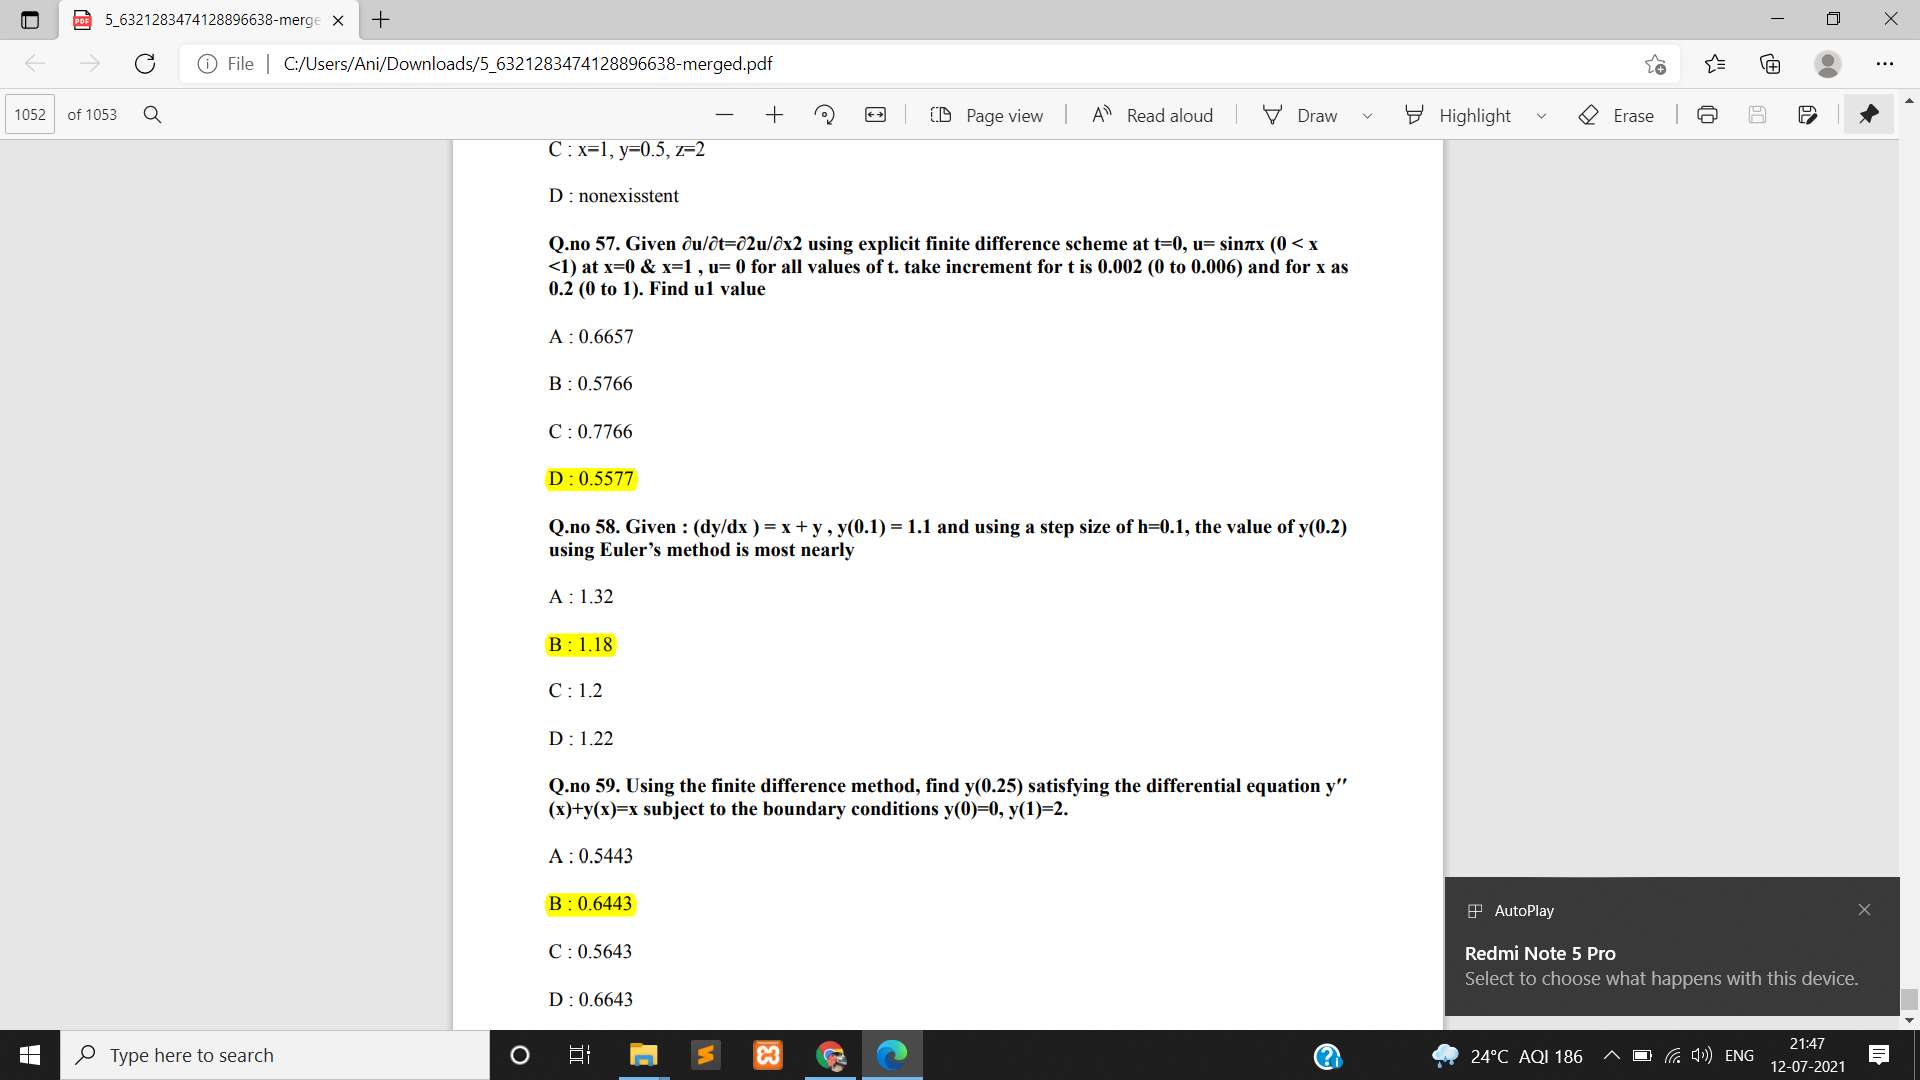 5_6321283474128896638-merge
File
C:/Users/Ani/Downloads/5_6321283474128896638-merged.pdf
1052 of 1053
Page view
Read aloud
Draw
Highlight
Erase
C : x=1, y=0.5, z=2
D : nonexisstent
Q.no 57. Given ∂u/∂t=∂2u/∂x2 using explicit finite difference scheme at t=0, u= sinπx (0 < x
<1) at x=0 & x=1 , u= 0 for all values of t. take increment for t is 0.002 (0 to 0.006) and for x as
0.2 (0 to 1). Find u1 value
A : 0.6657
B : 0.5766
C : 0.7766
D : 0.5577
Q.no 58. Given : (dy/dx ) = x + y , y(0.1) = 1.1 and using a step size of h=0.1, the value of y(0.2)
using Euler’s method is most nearly
A : 1.32
B : 1.18
C : 1.2
D : 1.22
Q.no 59. Using the finite difference method, find y(0.25) satisfying the differential equation y′′
(x)+y(x)=x subject to the boundary conditions y(0)=0, y(1)=2.
A : 0.5443
B : 0.6443
C : 0.5643
D : 0.6643
AutoPlay
Redmi Note 5 Pro
Select to choose what happens with this device.
Type here to search
24°C AQI 186
ENG
21:47
12-07-2021